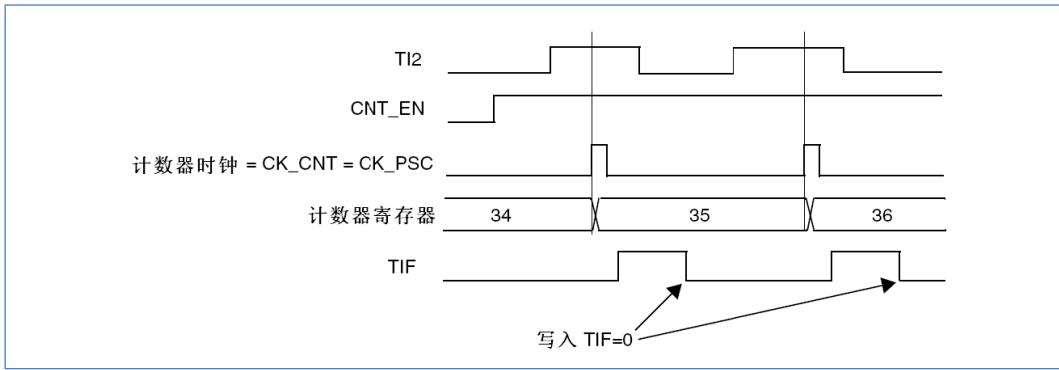 TI2
CNT_EN
计数器时钟 = CK_CNT = CK_PSC
计数器寄存器 34 35 36
TIF
写入 TIF=0